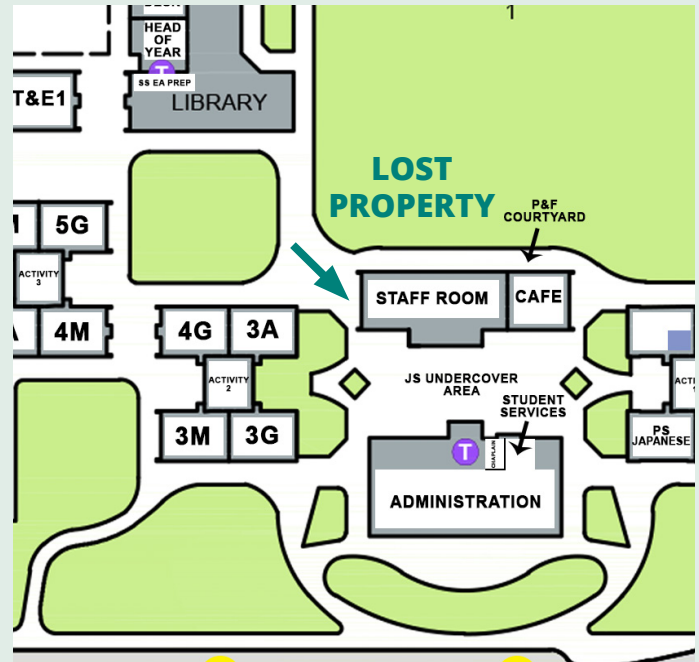 1
HEAD
OF
YEAR
T
SS EA PREP
T&E1
LIBRARY
LOST
PROPERTY
P&F
COURTYARD
5G
ACTIVITY
3
4M
4G
3A
STAFF ROOM
CAFE
ACTIVITY
2
JS UNDERCOVER
AREA
STUDENT
SERVICES
3M
3G
PS
JAPANESE
T
CHAPLAIN
ADMINISTRATION